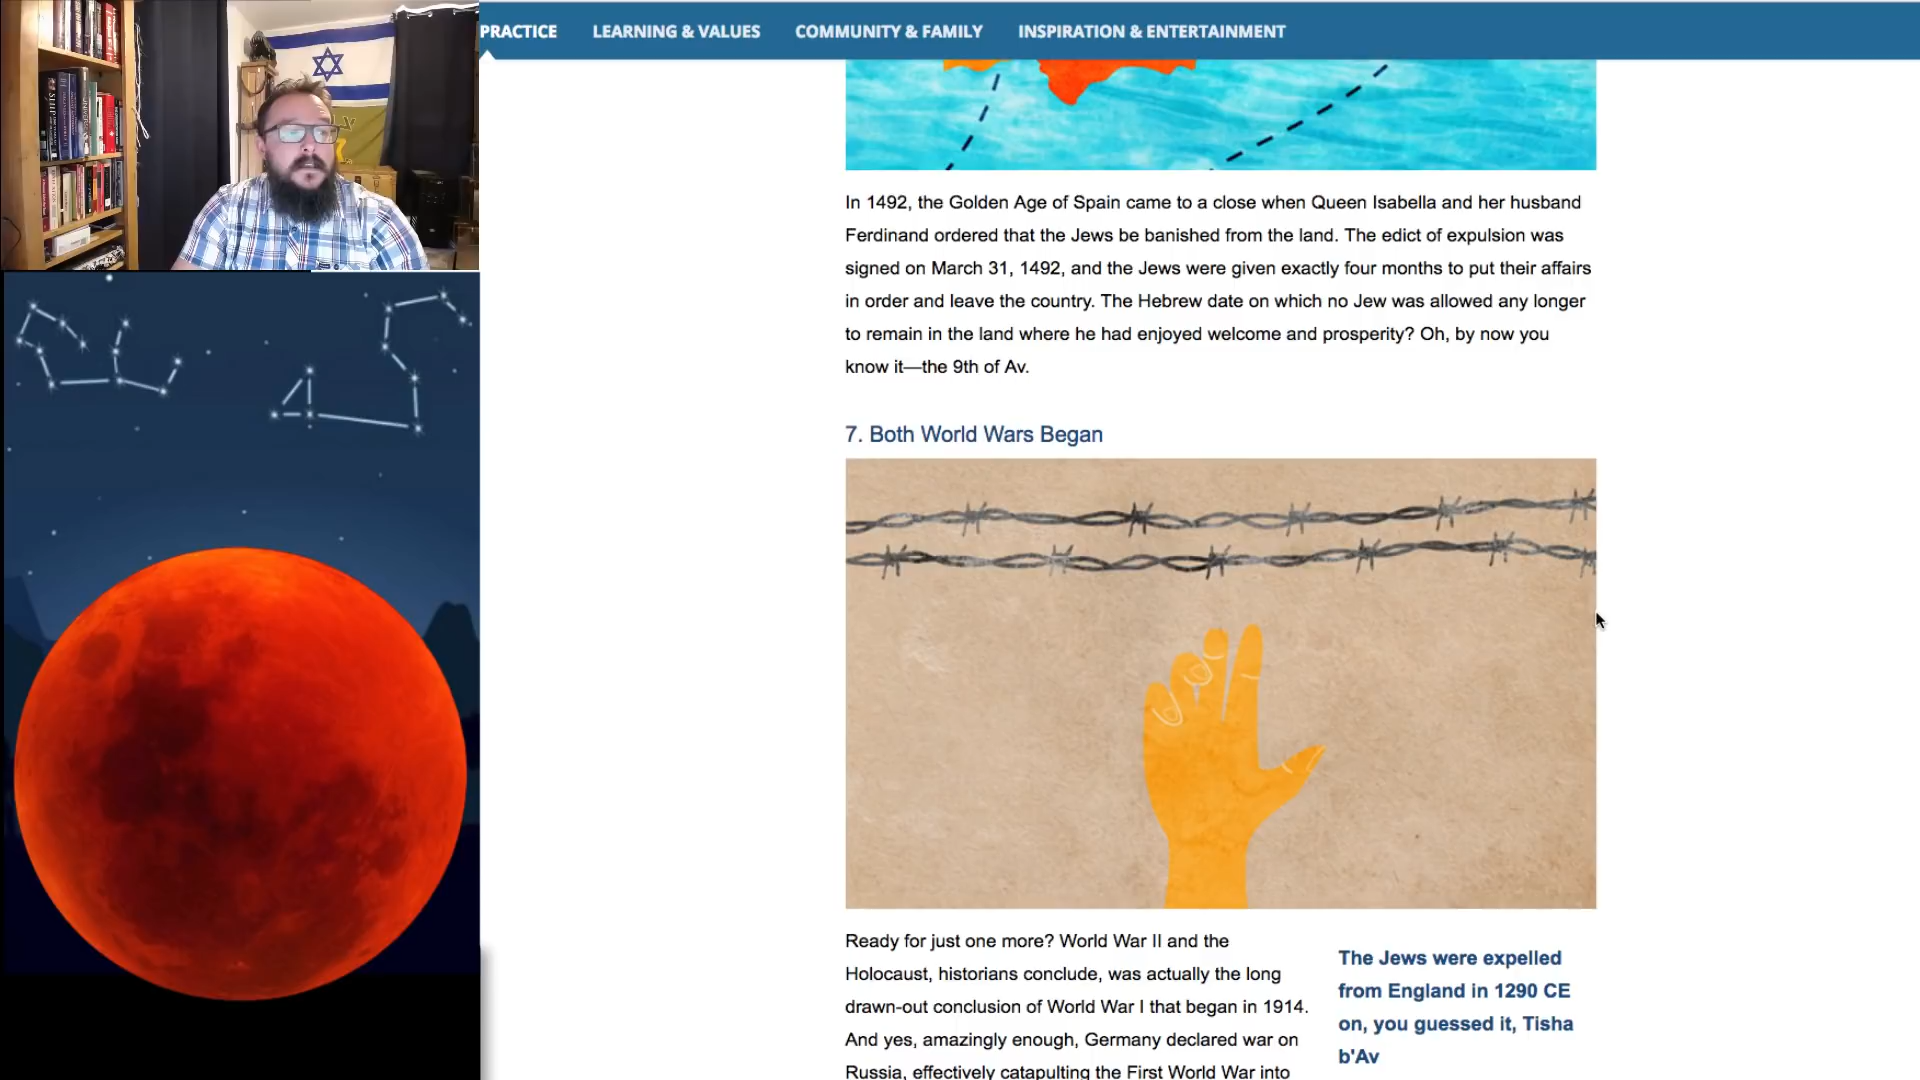 PRACTICE LEARNING & VALUES COMMUNITY & FAMILY INSPIRATION & ENTERTAINMENT
In 1492, the Golden Age of Spain came to a close when Queen Isabella and her husband
Ferdinand ordered that the Jews be banished from the land. The edict of expulsion was
signed on March 31, 1492, and the Jews were given exactly four months to put their affairs
in order and leave the country. The Hebrew date on which no Jew was allowed any longer
to remain in the land where he had enjoyed welcome and prosperity? Oh, by now you
know it—the 9th of Av.
7. Both World Wars Began
Ready for just one more? World War II and the
Holocaust, historians conclude, was actually the long
drawn-out conclusion of World War I that began in 1914.
And yes, amazingly enough, Germany declared war on
Russia, effectively catapulting the First World War into
The Jews were expelled
from England in 1290 CE
on, you guessed it, Tisha
b'Av